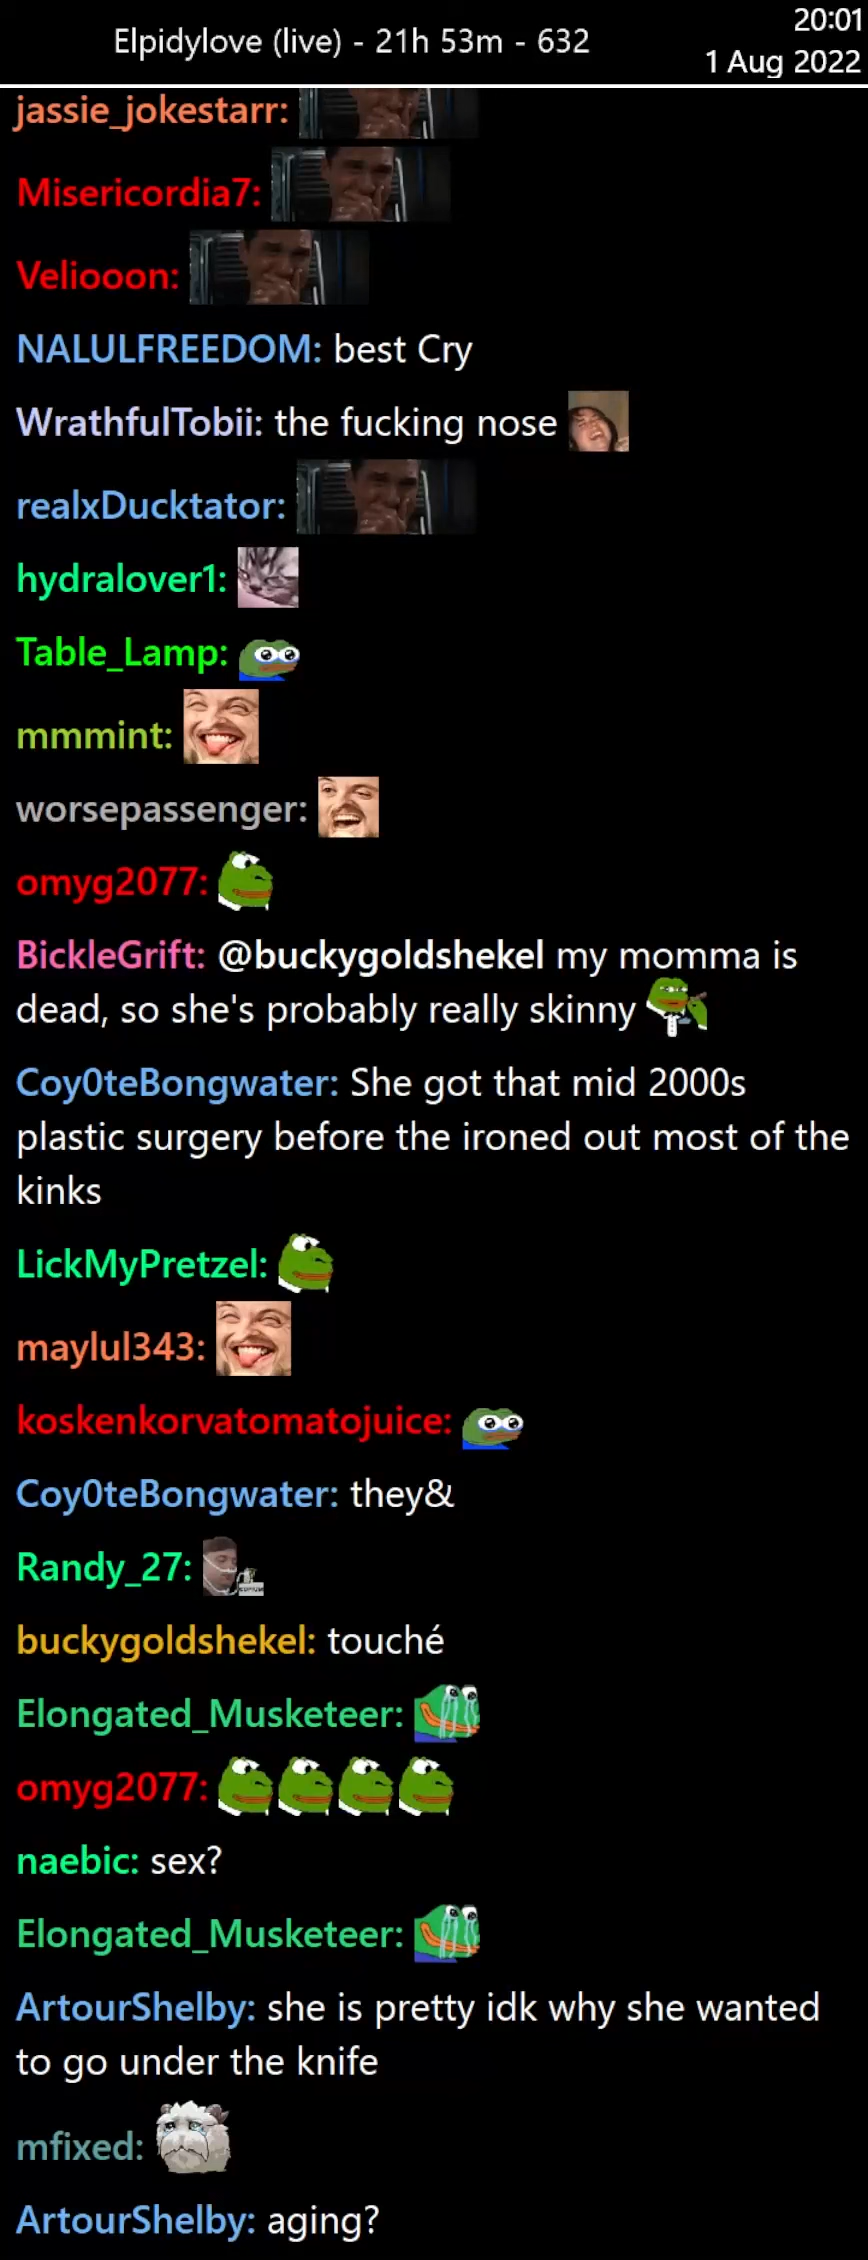 Elpidylove (live) - 21h 53m - 632
20:01
1 Aug 2022
jassie_jokestarr:
Misericordia7:
Veliooon:
NALULFREEDOM: best Cry
WrathfulTobii: the fucking nose
realxDucktator:
hydralover1:
Table_Lamp:
mmmint:
worsepassenger:
omyg2077:
BickleGrift: @buckygoldshekel my momma is
dead, so she's probably really skinny
Coy0teBongwater: She got that mid 2000s
plastic surgery before the ironed out most of the
kinks
LickMyPretzel:
maylul343:
koskenkorvatomatojuice:
Coy0teBongwater: they&
Randy_27:
buckygoldshekel: touché
Elongated_Musketeer:
omyg2077:
naebic: sex?
Elongated_Musketeer:
ArtourShelby: she is pretty idk why she wanted
to go under the knife
mfixed:
ArtourShelby: aging?